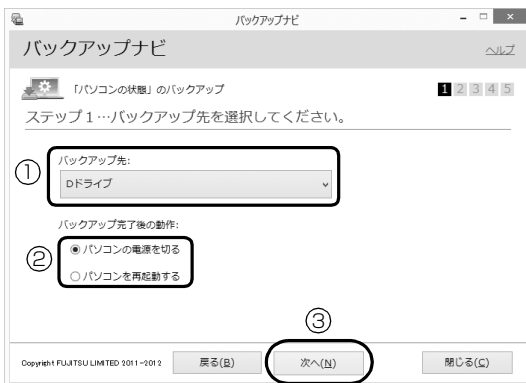 バックアップナビ
バックアップナビ
ヘルプ
「パソコンの状態」のバックアップ
1 2 3 4 5
ステップ1…バックアップ先を選択してください。
①
バックアップ先:
Dドライブ
バックアップ完了後の動作:
②
パソコンの電源を切る
パソコンを再起動する
③
Copyright FUJITSU LIMITED 2011-2012
戻る(B)
次へ(N)
閉じる(C)